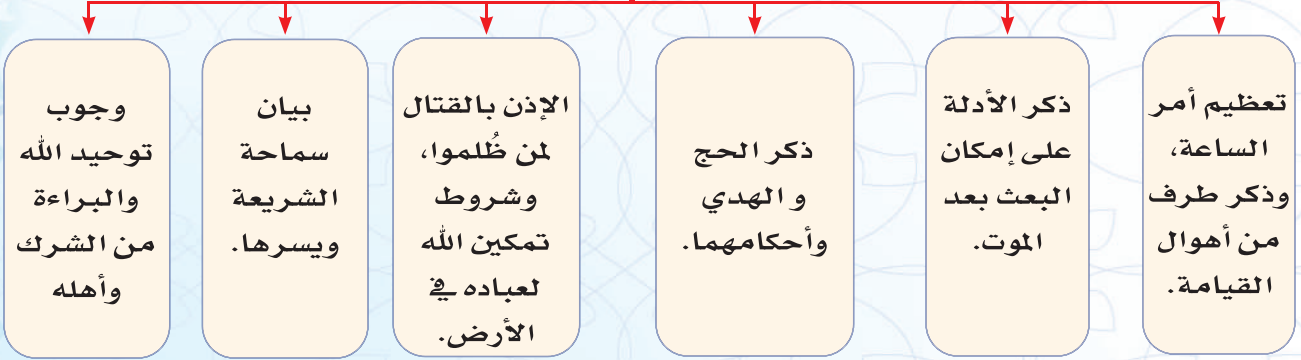 تعظيم أمر
الساعة،
وذكر طرف
من أهوال
القيامة.
ذكر الأدلة
على إمكان
البعث بعد
الموت.
ذكر الحج
و الهدي
وأحكامهما.
الإذن بالقتال
لمن ظُلموا،
وشروط
تمكين الله
لعباده في
الأرض.
بيان
سماحة
الشريعة
ويسرها.
وجوب
توحيد الله
والبراءة
من الشرك
وأهله